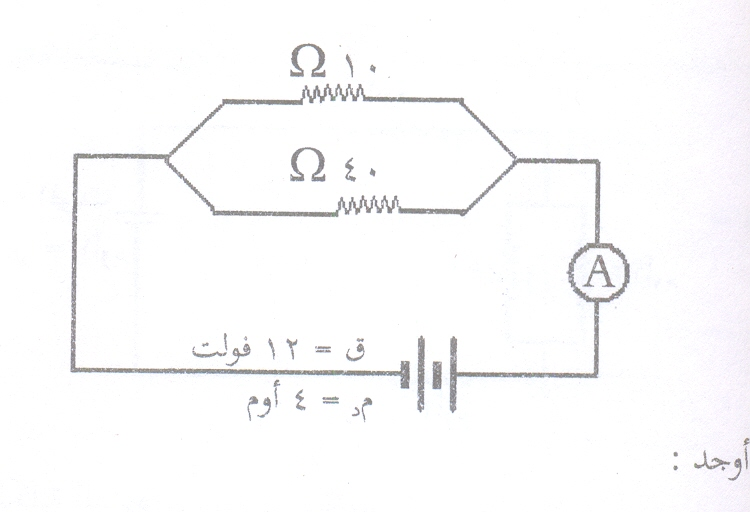 Ω ١٠
Ω ٤٠
A
ق = ١٢ فولت
مد = ٤ أوم
أوجد :